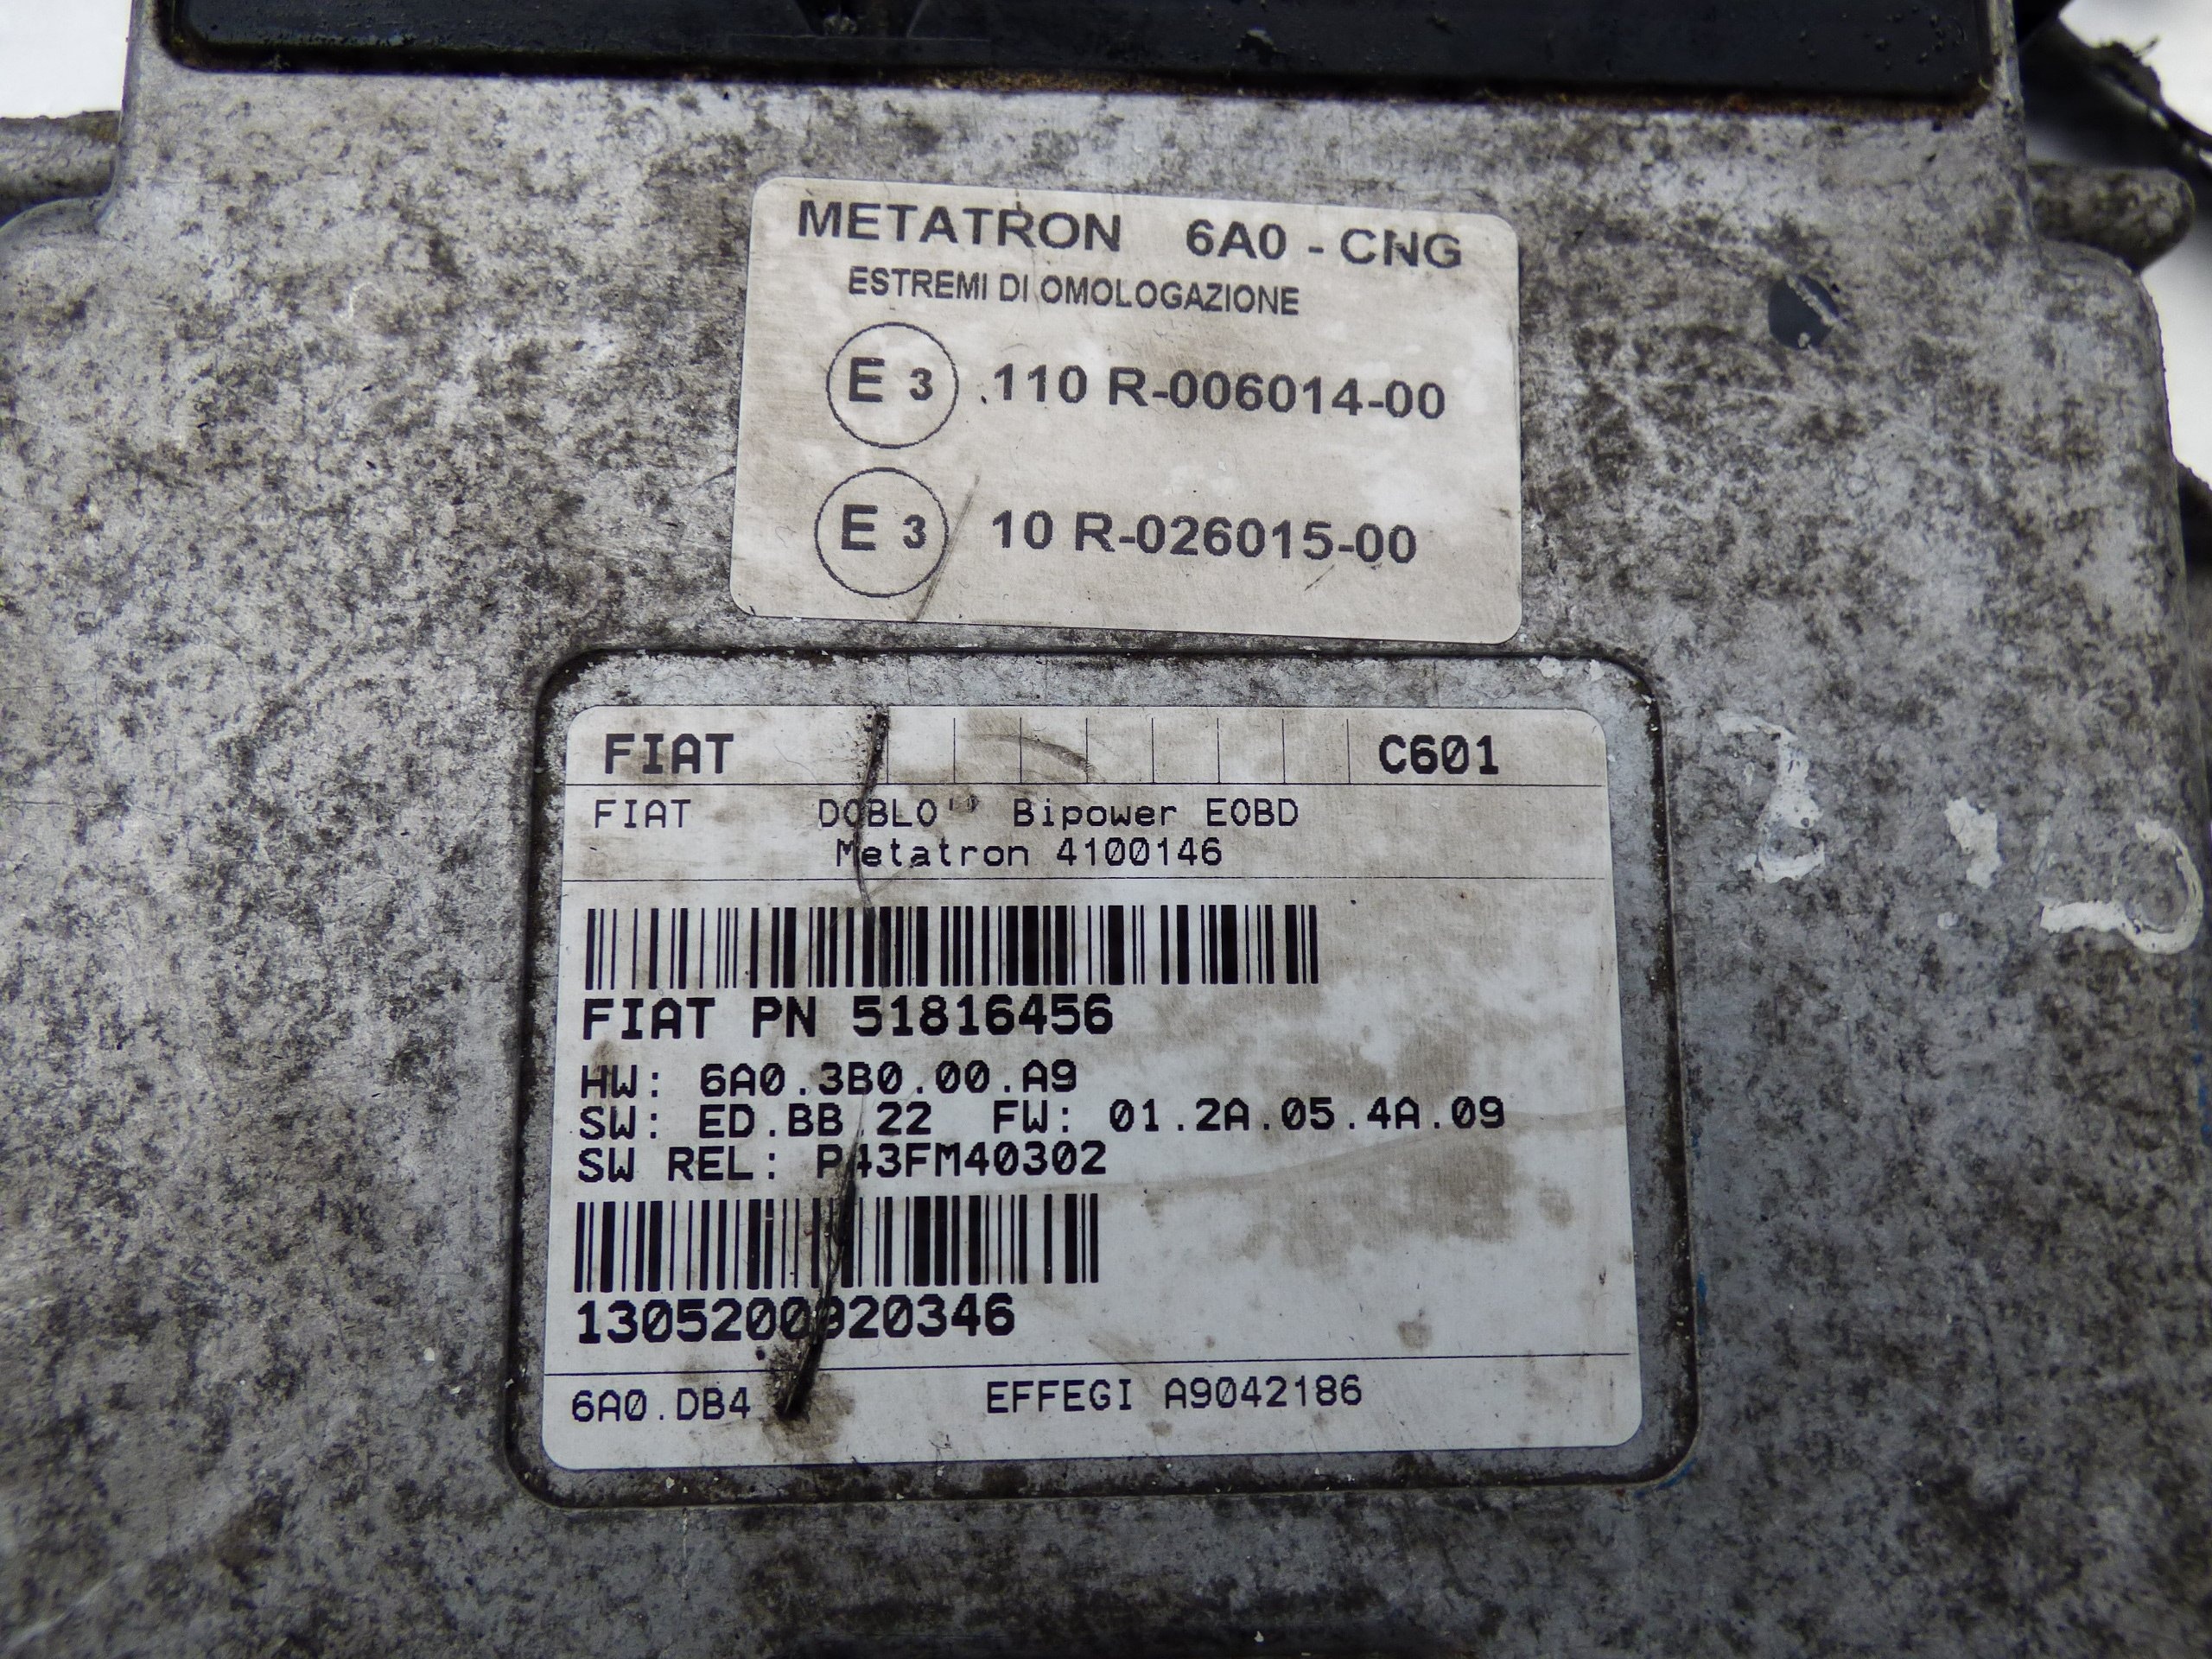 METATRON 6A0 - CNG
ESTREMI DI OMOLOGAZIONE
E 3 .110 R-006014-00
E 3 10 R-026015-00
FIAT C601
FIAT DOBLO'' Bipower EOBD
Metatron 4100146
FIAT PN 51816456
HW: 6A0.3B0.00.A9
SW: ED.BB.22 FW: 01.2A.05.4A.09
SW REL: P43FM40302
1305200920346
6A0.DB4 EFFEGI A9042186